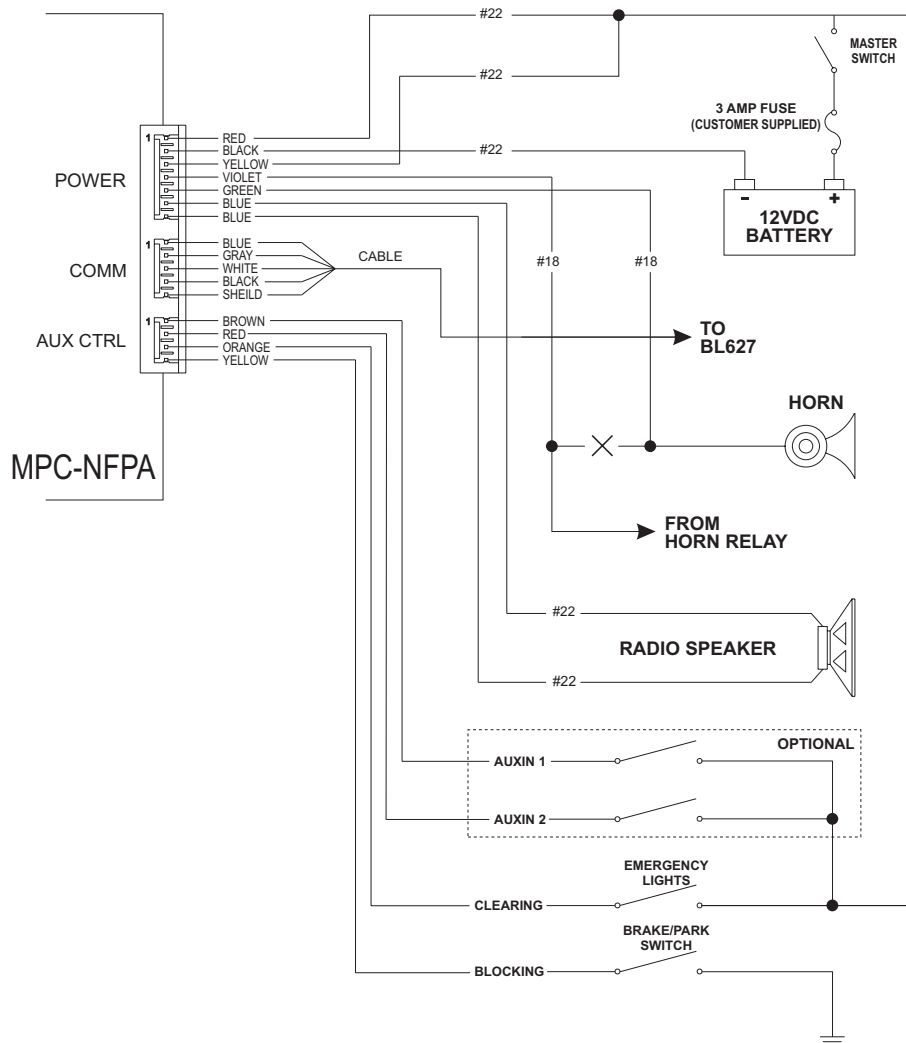 #22
MASTER
SWITCH
#22
3 AMP FUSE
(CUSTOMER SUPPLIED)
1
RED
BLACK
#22
YELLOW
VIOLET
GREEN
BLUE
BLUE
POWER
-
+
12VDC
BATTERY
1
BLUE
GRAY
WHITE
BLACK
SHEILD
COMM
CABLE
#18
#18
1
BROWN
RED
ORANGE
YELLOW
AUX CTRL
TO
BL627
HORN
MPC-NFPA
FROM
HORN RELAY
#22
RADIO SPEAKER
#22
OPTIONAL
AUXIN 1
AUXIN 2
EMERGENCY
LIGHTS
CLEARING
BRAKE/PARK
SWITCH
BLOCKING